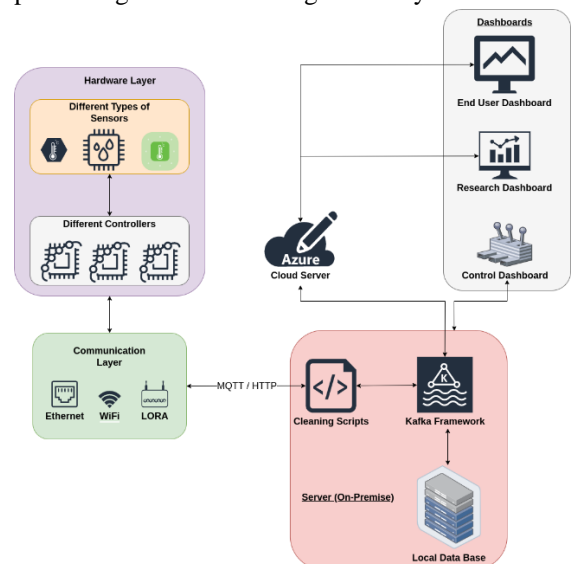 Dashboards
End User Dashboard
Research Dashboard
Control Dashboard
Hardware Layer
Different Types of
Sensors
Different Controllers
Azure
Cloud Server
Communication
Layer
Ethernet
WiFi
LORA
MQTT / HTTP
Cleaning Scripts
K
Kafka Framework
Server (On-Premise)
Local Data Base